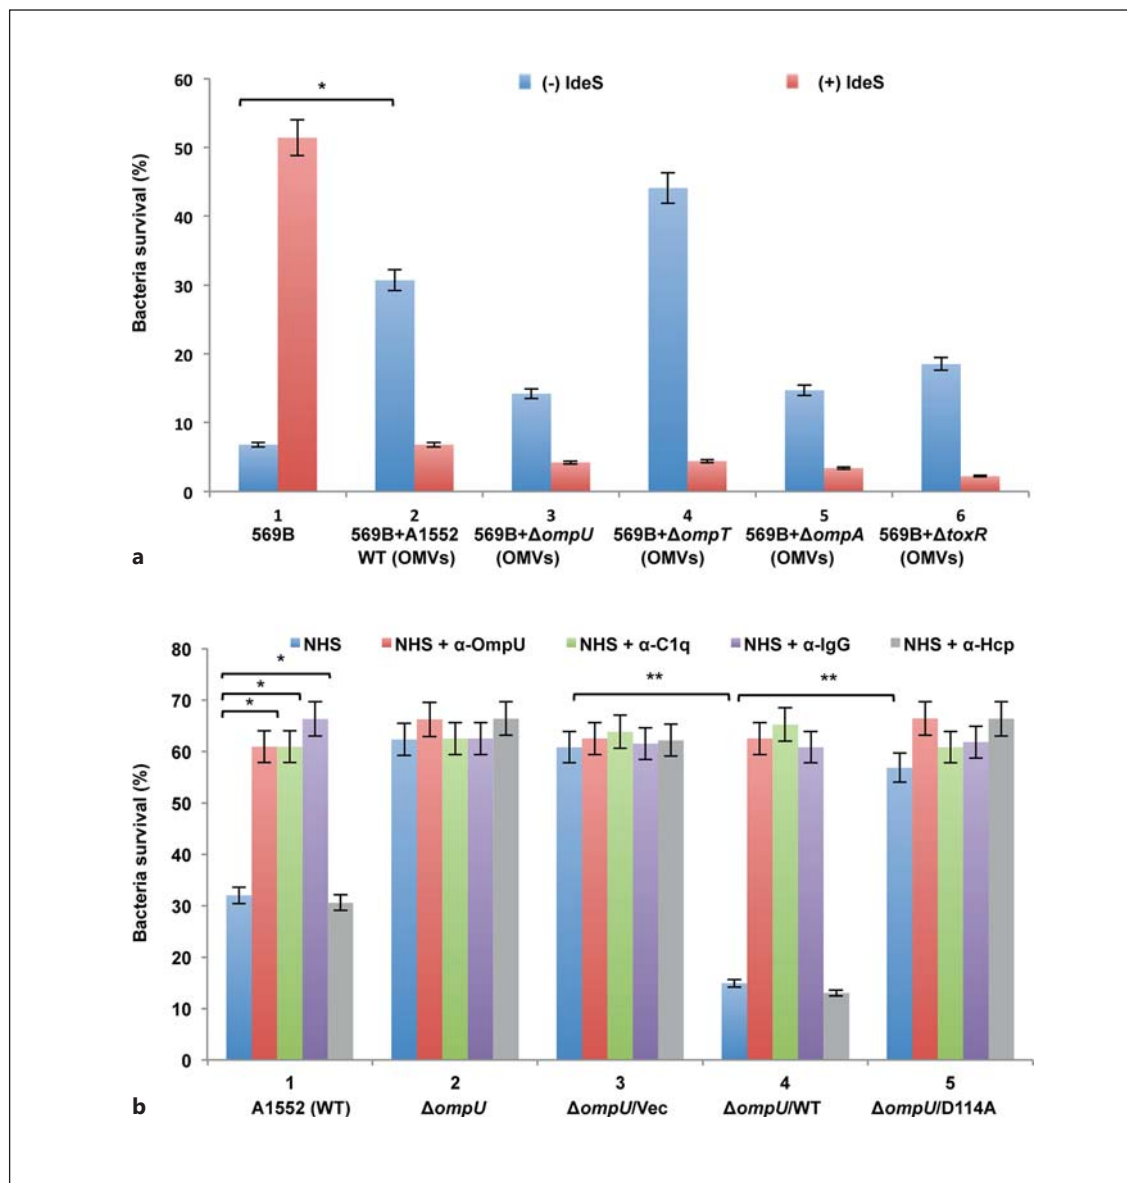 60
(-) IdeS
(+) IdeS
*
50
40
30
20
10
0
Bacteria survival (%)
1
2
3
4
5
6
569B
569B+A1552
569B+ΔompU
569B+ΔompT
569B+ΔompA
569B+ΔtoxR
WT (OMVs)
(OMVs)
(OMVs)
(OMVs)
(OMVs)
a
NHS
NHS + α-OmpU
NHS + α-C1q
NHS + α-IgG
NHS + α-Hcp
80
70
60
50
40
30
20
10
0
Bacteria survival (%)
*
*
*
**
**
1
2
3
4
5
A1552 (WT)
ΔompU
ΔompU/Vec
ΔompU/WT
ΔompU/D114A
b